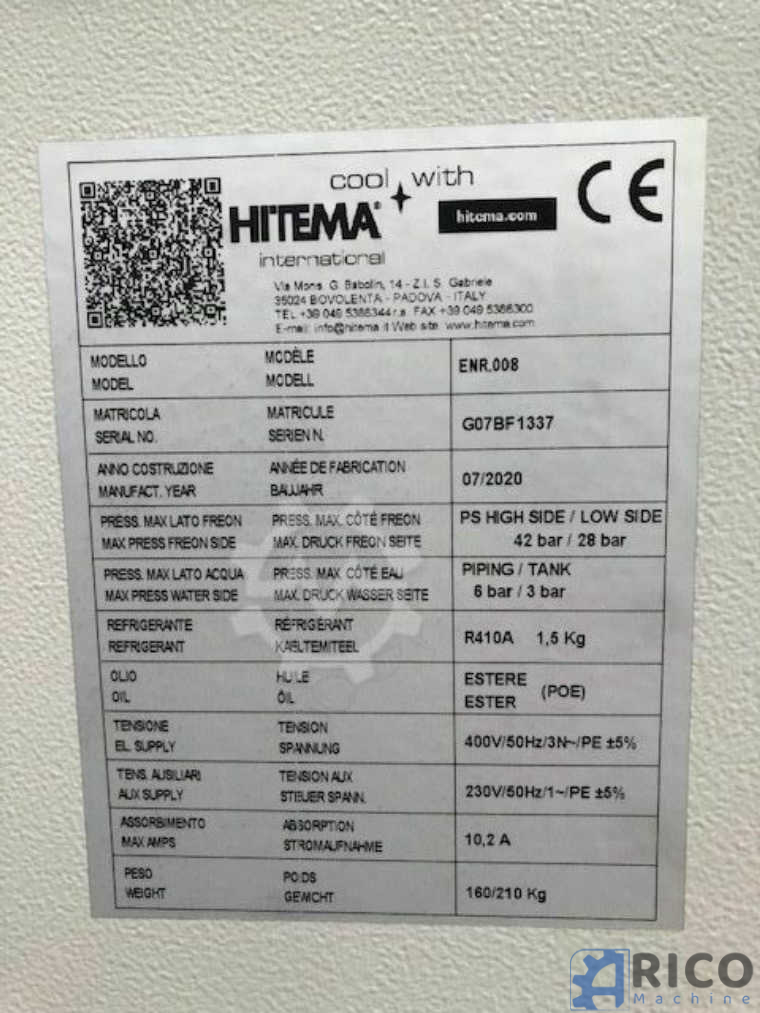 cool with
HITEMA®
hitema.com
CE
international
Via Mons. G. Babolin, 14 - Z.I. S. Gabriele
35024 BOVOLENTA - PADOVA - ITALY
TEL +39 049 5386344 r.a. FAX +39 049 5386300
E-mail: info@hitema.it Web site: www.hitema.com
MODELLO MODÈLE
MODEL MODELL
ENR.008
MATRICOLA MATRICULE
SERIAL NO. SERIEN N.
G07BF1337
ANNO COSTRUZIONE ANNÉE DE FABRICATION
MANUFACT. YEAR BAUJAHR
07/2020
PRESS. MAX LATO FREON PRESS. MAX. CÔTÉ FREON
MAX PRESS FREON SIDE MAX. DRUCK FREON SEITE
PS HIGH SIDE / LOW SIDE
42 bar / 28 bar
PRESS. MAX LATO ACQUA PRESS. MAX. CÔTÉ EAU
MAX PRESS WATER SIDE MAX. DRUCK WASSER SEITE
PIPING / TANK
6 bar / 3 bar
REFRIGERANTE RÉFRIGÉRANT
REFRIGERANT KAELTEMITEEL
R410A 1,5 Kg
OLIO HUILE
OIL ÖIL
ESTERE
ESTER (POE)
TENSIONE TENSION
EL. SUPPLY SPANNUNG
400V/50Hz/3N~/PE ±5%
TENS. AUSILIARI TENSION AUX
AUX SUPPLY STEUER SPANN.
230V/50Hz/1~/PE ±5%
ASSORBIMENTO ABSORPTION
MAX AMPS STROMAUFNAHME
10,2 A
PESO POIDS
WEIGHT GEWICHT
160/210 Kg
ARICO
Machine